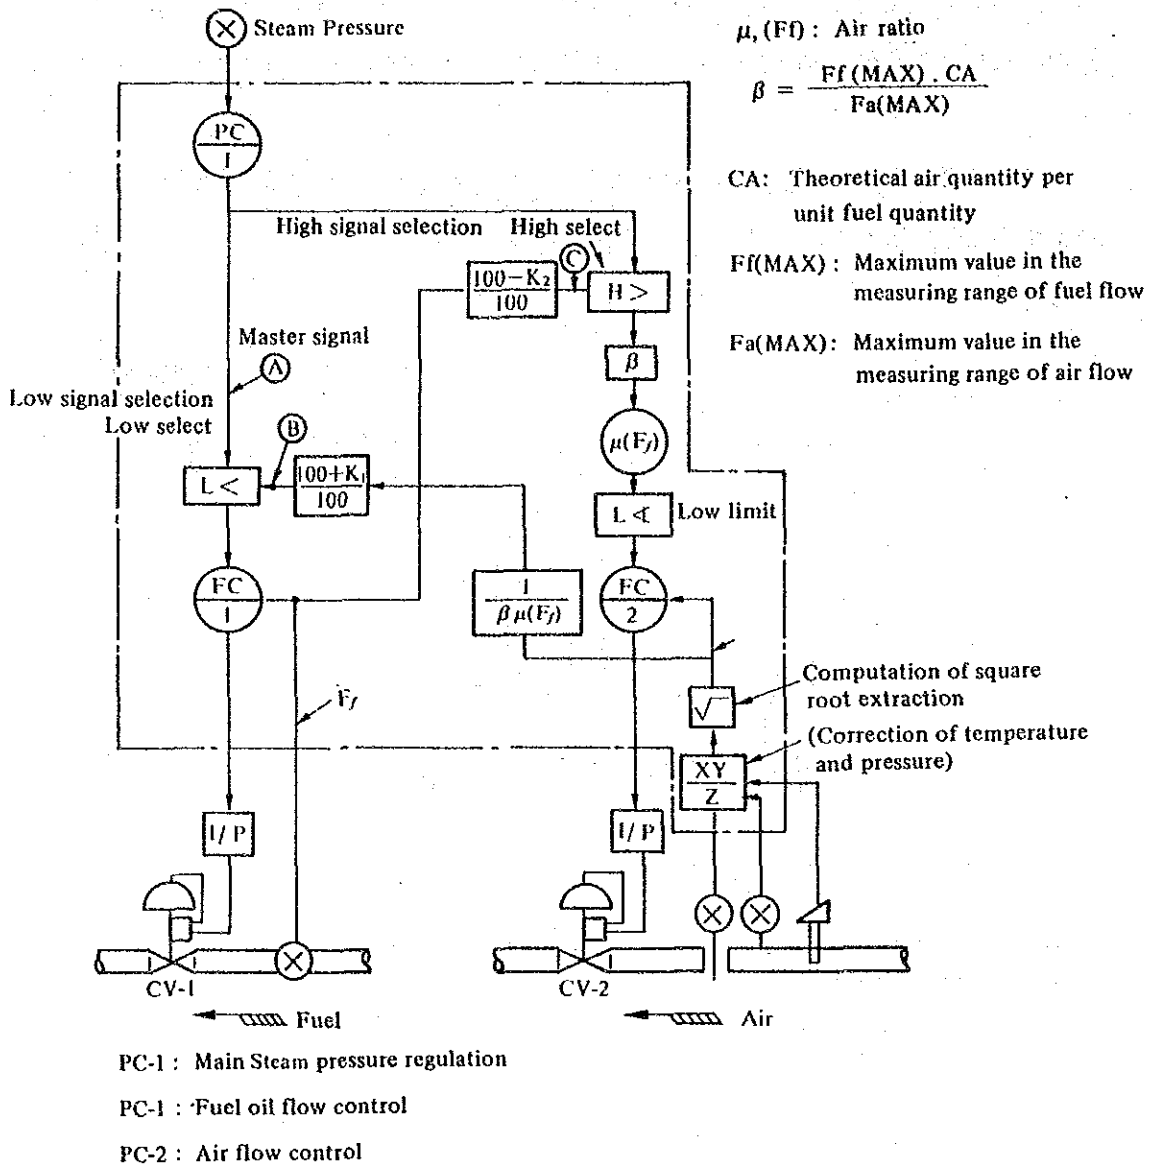 Steam Pressure
μ, (Ff) : Air ratio
β = Ff (MAX) . CA / Fa(MAX)
PC
1
CA: Theoretical air quantity per
unit fuel quantity
High signal selection
High select
C
100−K₂
100
H >
Ff(MAX) : Maximum value in the
measuring range of fuel flow
Master signal
A
β
Fa(MAX) : Maximum value in the
measuring range of air flow
Low signal selection
Low select
B
μ(Ff)
L <
100+K₁
100
L ∢
Low limit
FC
1
1
β μ(Ff)
FC
2
Ff
√
Computation of square
root extraction
(Correction of temperature
and pressure)
XY
Z
I/P
I/P
CV-1
CV-2
Fuel
Air
PC-1 : Main Steam pressure regulation
PC-1 : Fuel oil flow control
PC-2 : Air flow control